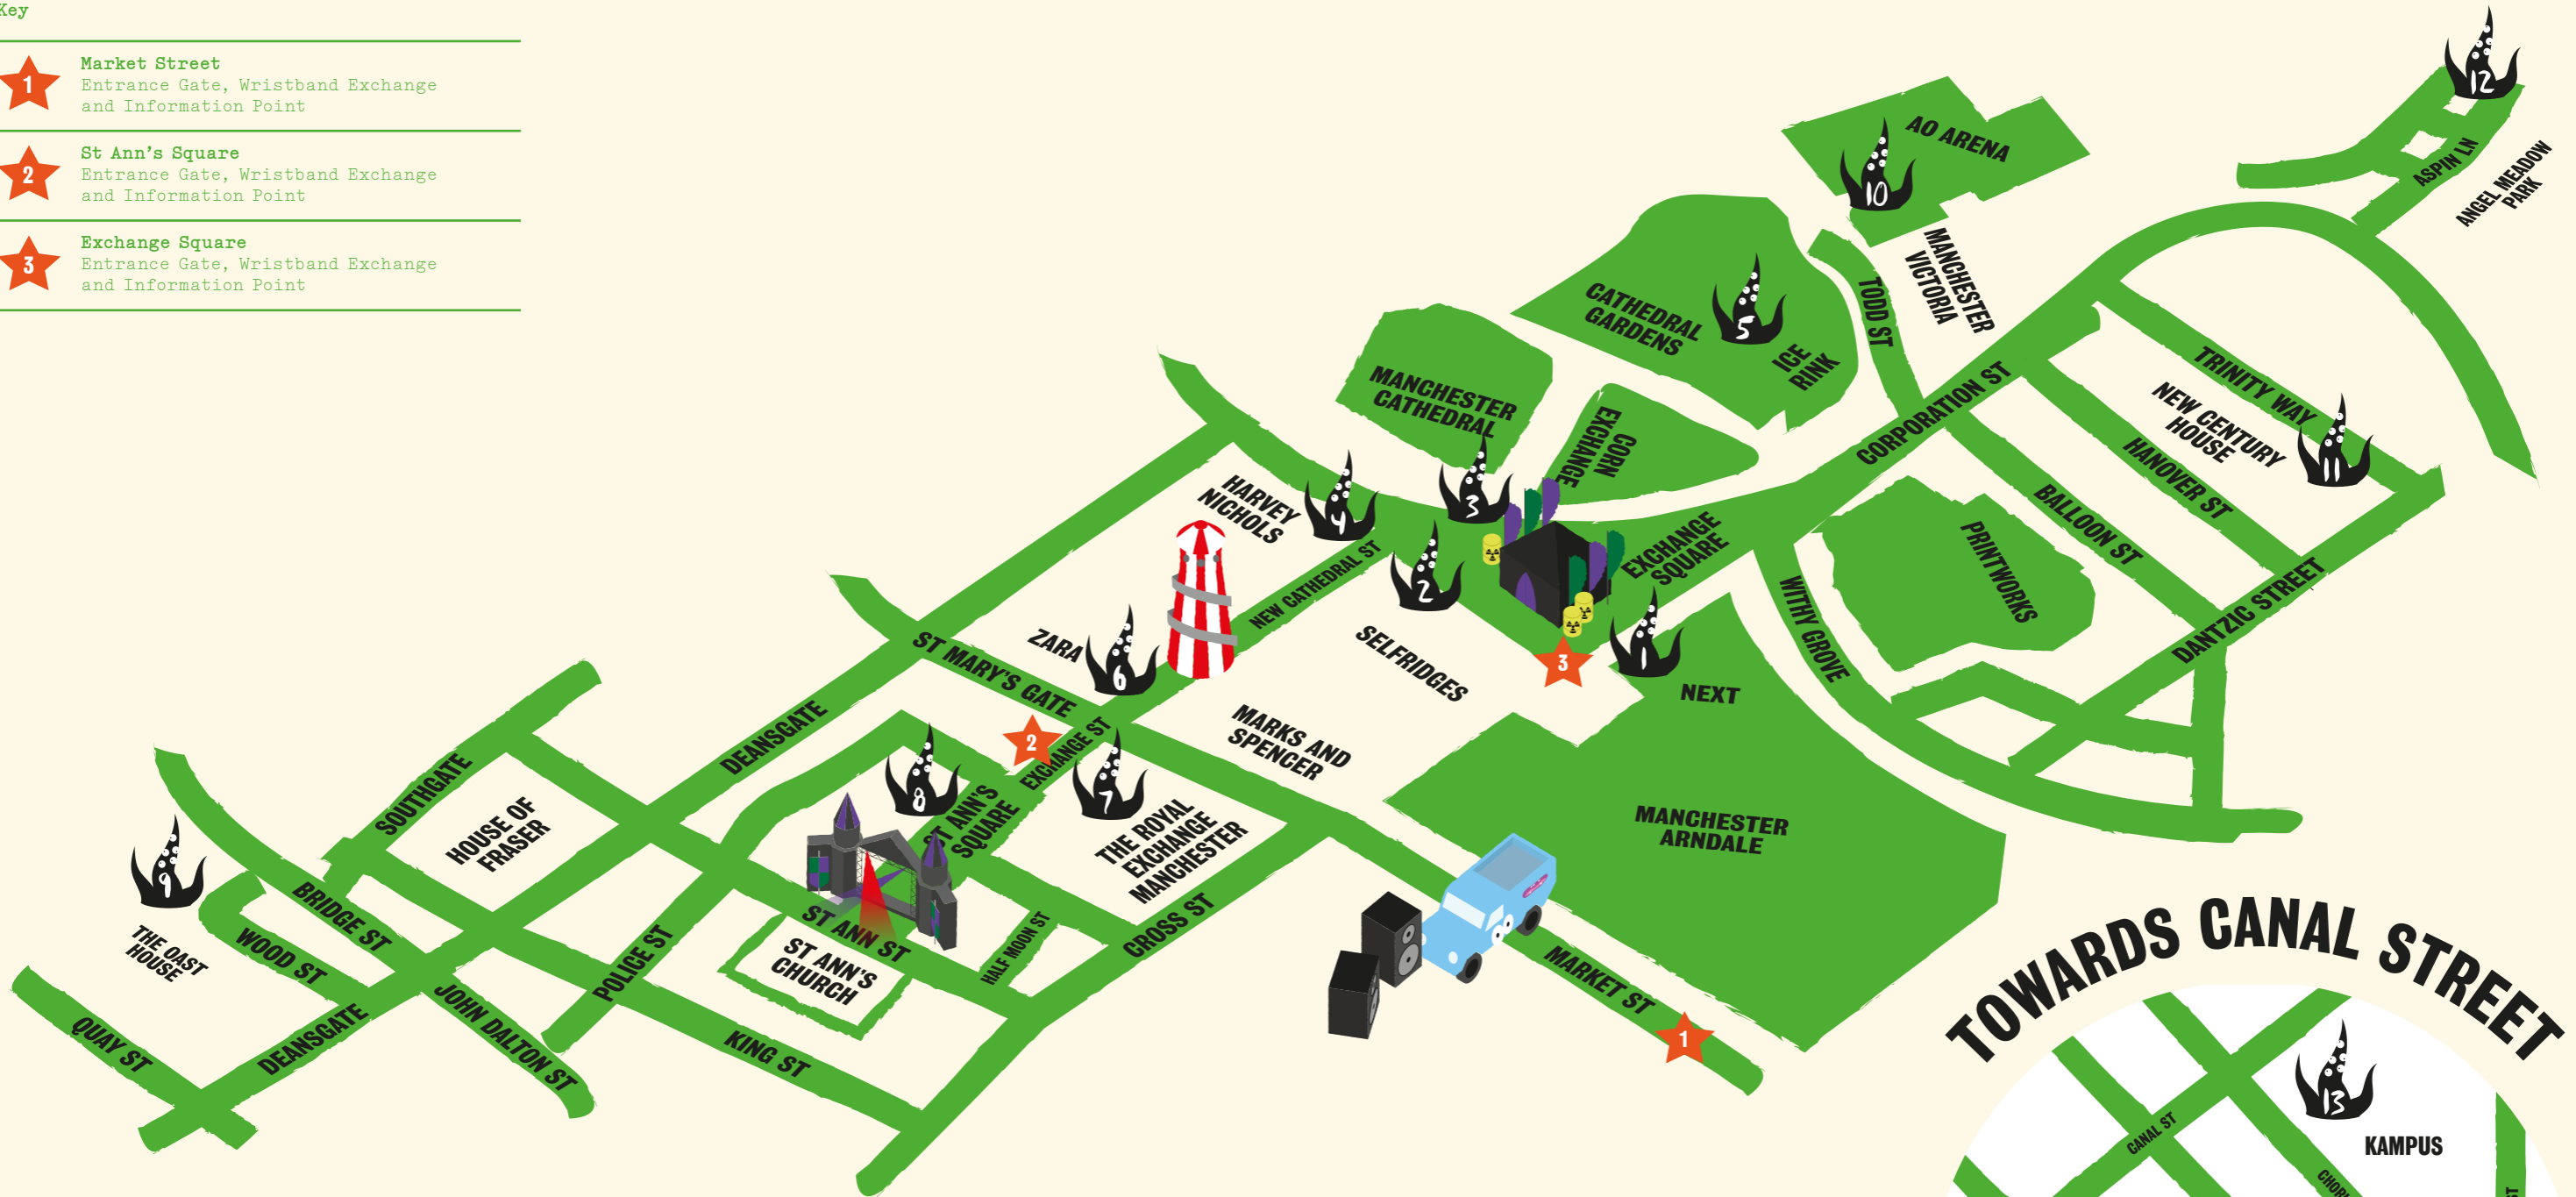 Key
1
Market Street
Entrance Gate, Wristband Exchange
and Information Point
2
St Ann's Square
Entrance Gate, Wristband Exchange
and Information Point
3
Exchange Square
Entrance Gate, Wristband Exchange
and Information Point
12
AO ARENA
10
ASPIN LN
ANGEL MEADOW
PARK
MANCHESTER
VICTORIA
TODD ST
CATHEDRAL
GARDENS
5
ICE
RINK
MANCHESTER
CATHEDRAL
CORN
EXCHANGE
CORPORATION ST
TRINITY WAY
NEW CENTURY
HOUSE
11
HANOVER ST
BALLOON ST
PRINTWORKS
DANTZIC STREET
WITHY GROVE
HARVEY
NICHOLS
4
3
2
EXCHANGE
SQUARE
NEW CATHEDRAL ST
SELFRIDGES
3
1
NEXT
ZARA
6
ST MARY'S GATE
2
EXCHANGE ST
MARKS AND
SPENCER
DEANSGATE
8
7
ST ANN'S
SQUARE
THE ROYAL
EXCHANGE
MANCHESTER
MANCHESTER
ARNDALE
SOUTHGATE
HOUSE OF
FRASER
9
THE OAST
HOUSE
BRIDGE ST
WOOD ST
POLICE ST
ST ANN ST
ST ANN'S
CHURCH
HALF MOON ST
CROSS ST
MARKET ST
1
QUAY ST
DEANSGATE
JOHN DALTON ST
KING ST
TOWARDS CANAL STREET
13
CANAL ST
KAMPUS